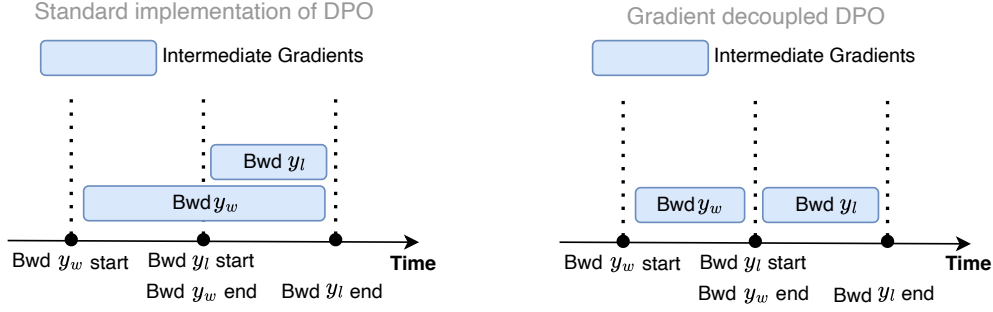 Standard implementation of DPO
Intermediate Gradients
Bwd y_l
Bwd y_w
Bwd y_w start
Bwd y_l start
Time
Bwd y_w end
Bwd y_l end
Gradient decoupled DPO
Intermediate Gradients
Bwd y_w
Bwd y_l
Bwd y_w start
Bwd y_l start
Time
Bwd y_w end
Bwd y_l end